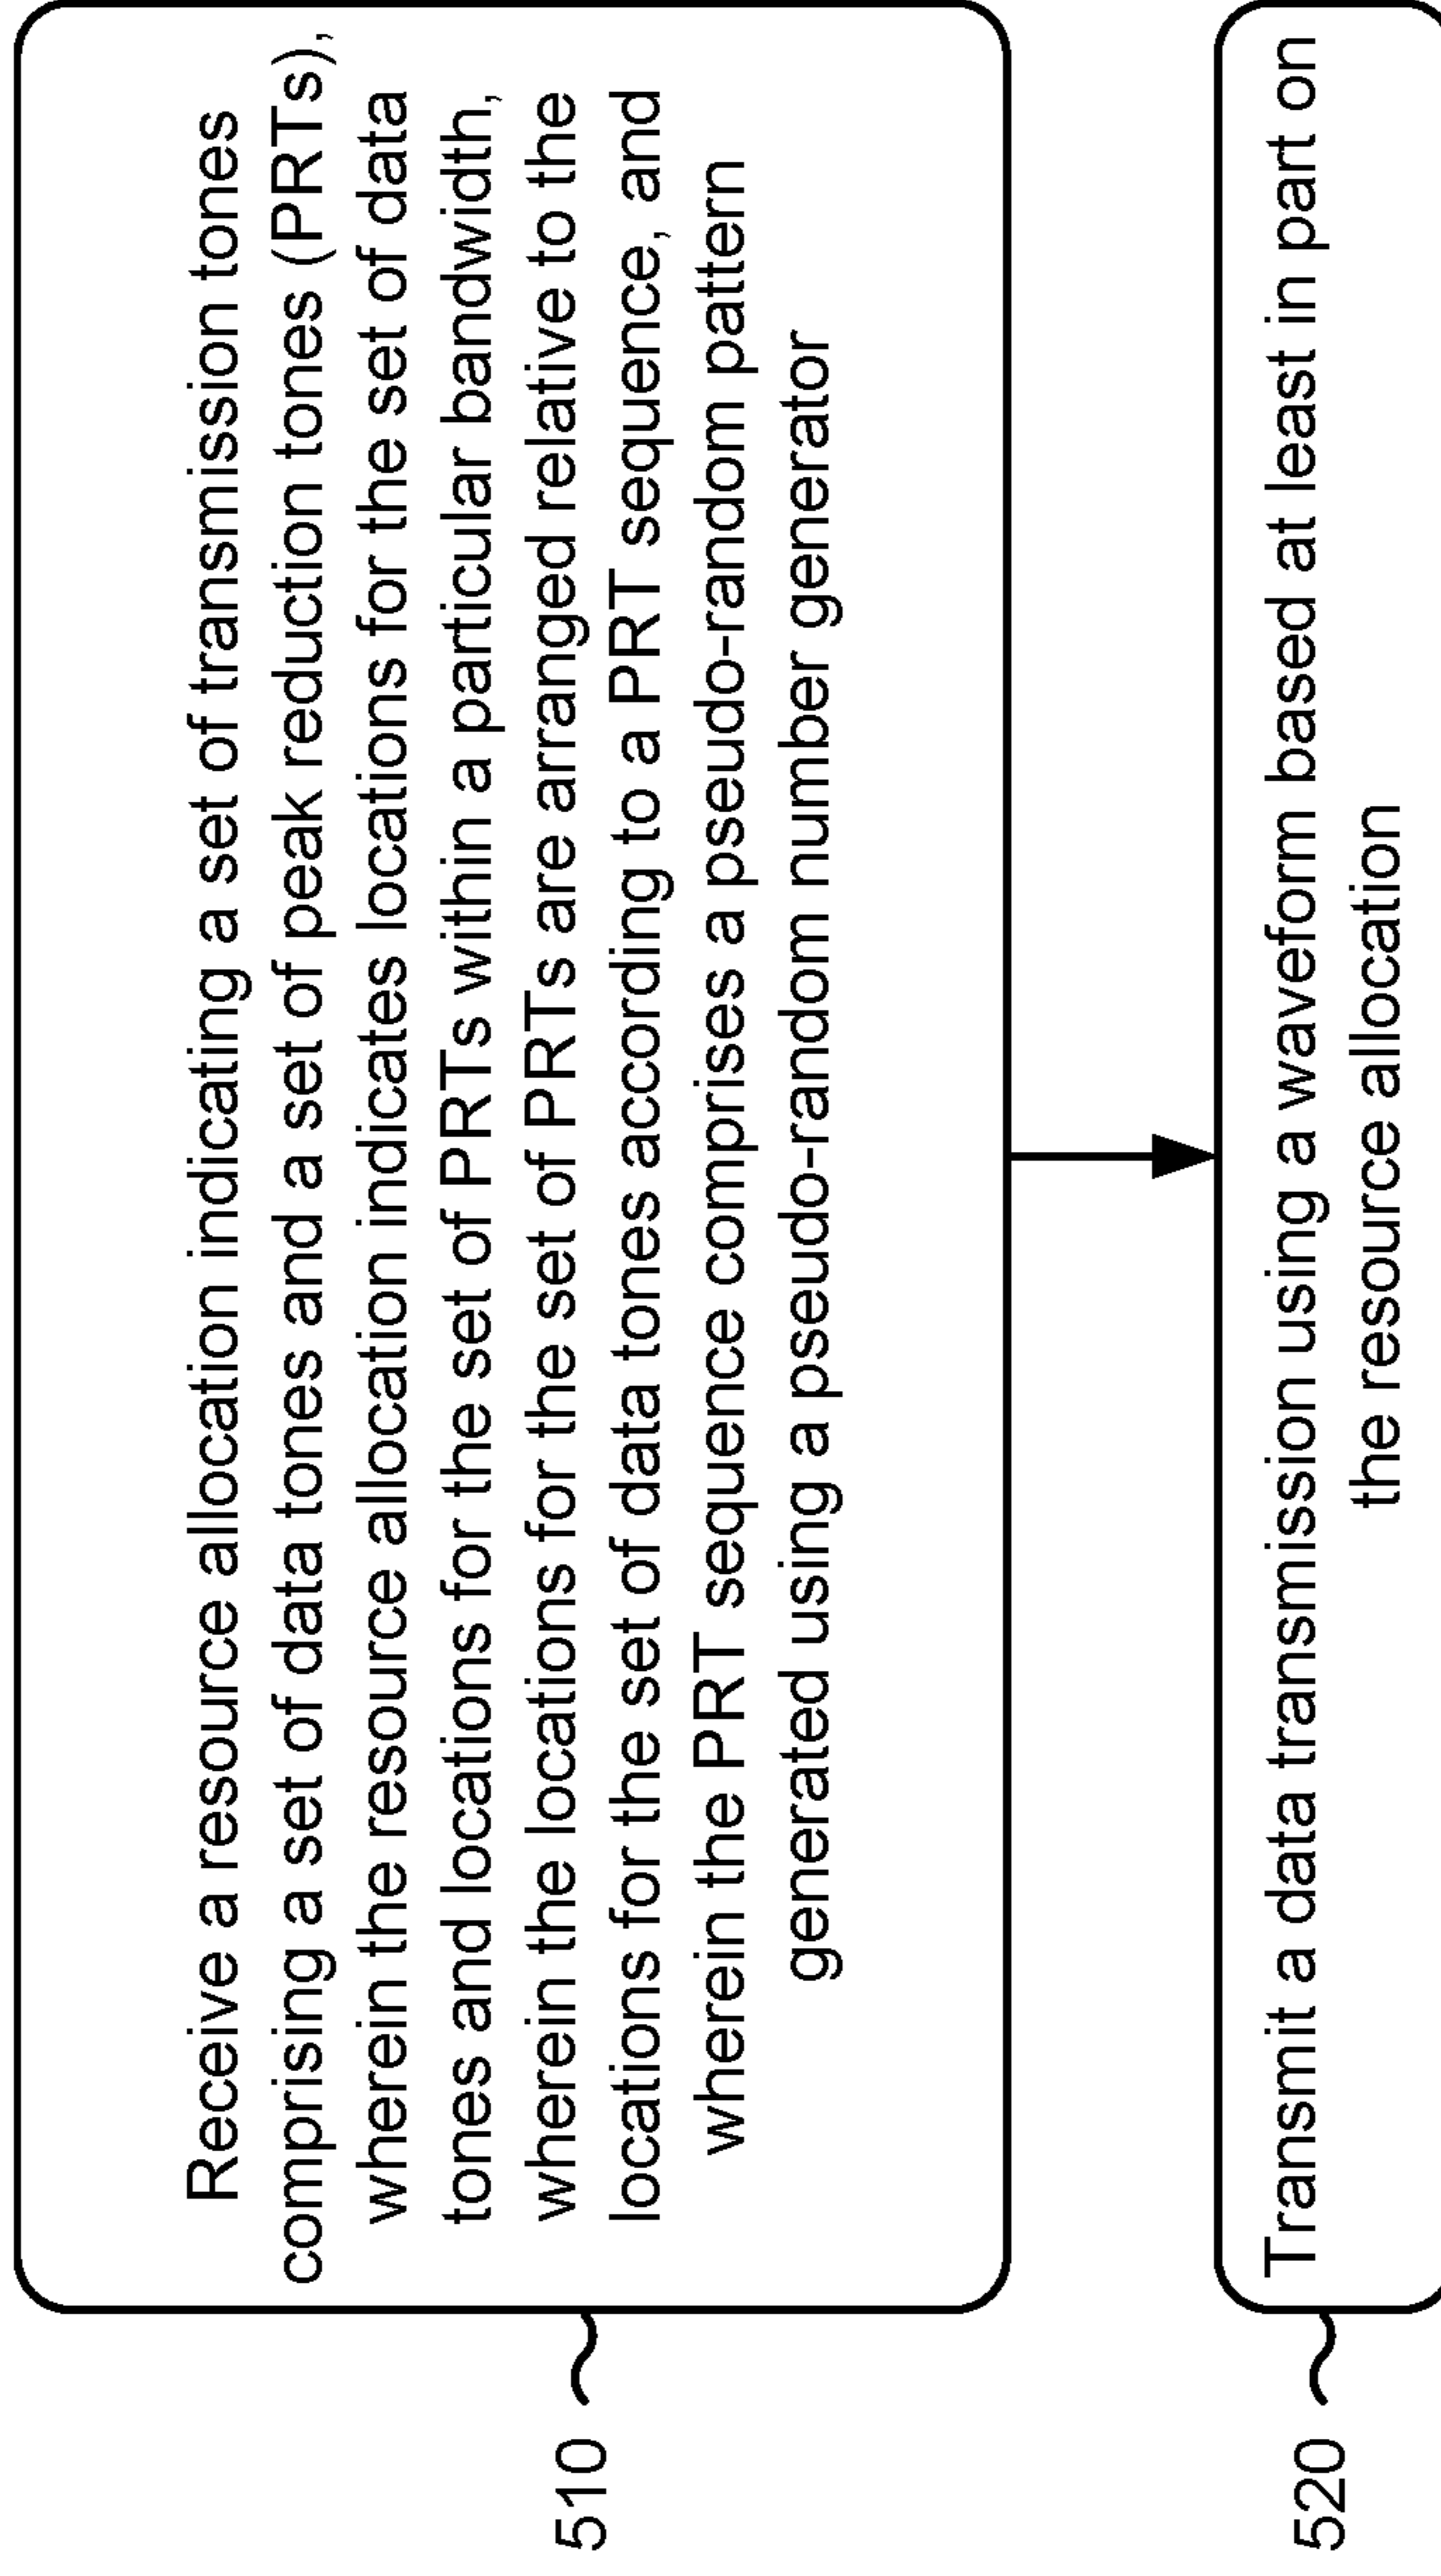 Receive a resource allocation indicating a set of transmission tones
comprising a set of data tones and a set of peak reduction tones (PRTs),
wherein the resource allocation indicates locations for the set of data
tones and locations for the set of PRTs within a particular bandwidth,
wherein the locations for the set of PRTs are arranged relative to the
locations for the set of data tones according to a PRT sequence, and
wherein the PRT sequence comprises a pseudo-random pattern
generated using a pseudo-random number generator
510
Transmit a data transmission using a waveform based at least in part on
the resource allocation
520